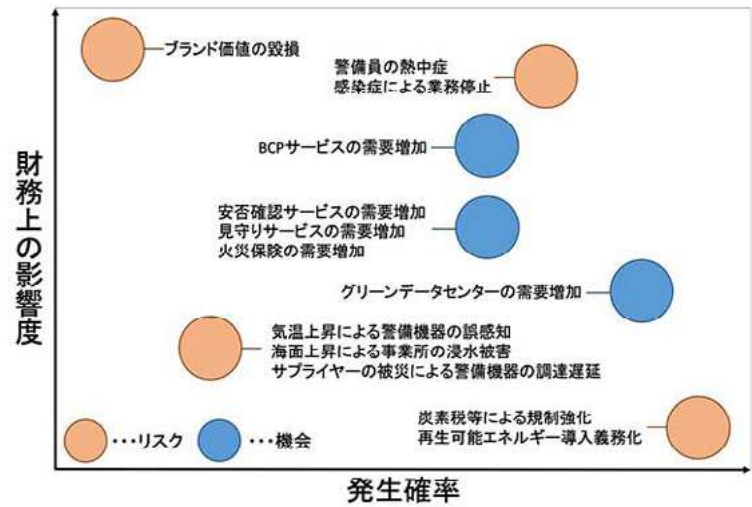 ブランド価値の毀損
警備員の熱中症
感染症による業務停止
BCPサービスの需要増加
安否確認サービスの需要増加
見守りサービスの需要増加
火災保険の需要増加
グリーンデータセンターの需要増加
気温上昇による警備機器の誤感知
海面上昇による事業所の浸水被害
サプライヤーの被災による警備機器の調達遅延
炭素税等による規制強化
再生可能エネルギー導入義務化
・・・リスク
・・・機会
財務上の影響度
発生確率